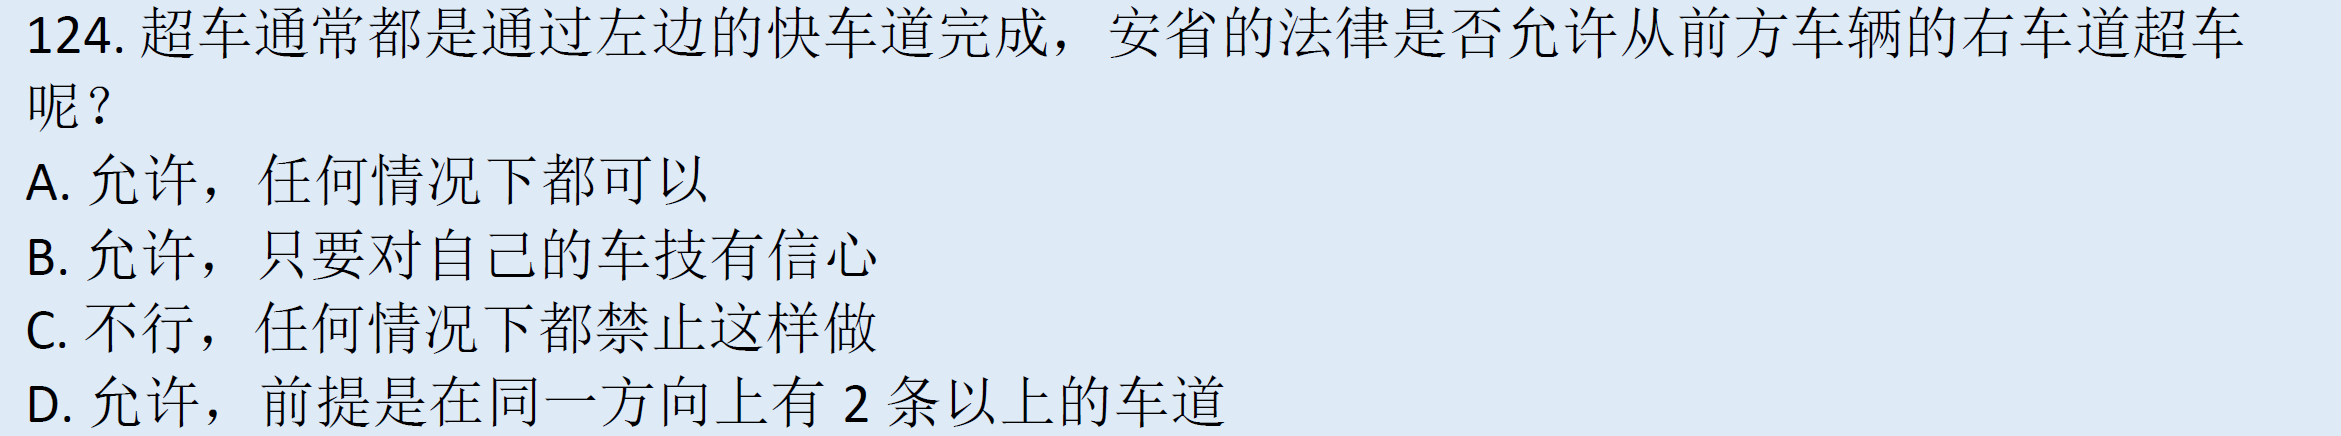 124. 超车通常都是通过左边的快车道完成，安省的法律是否允许从前方车辆的右车道超车
呢？
A. 允许，任何情况下都可以
B. 允许，只要对自己的车技有信心
C. 不行，任何情况下都禁止这样做
D. 允许，前提是在同一方向上有 2 条以上的车道